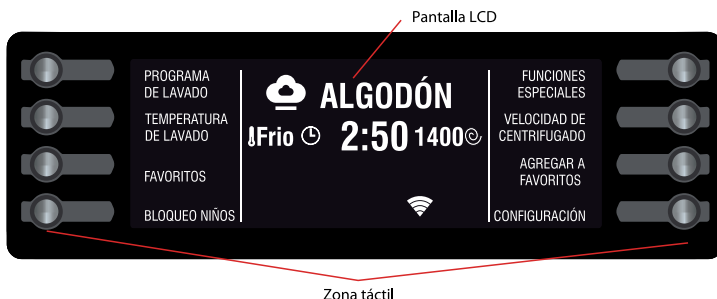 Pantalla LCD
PROGRAMA
DE LAVADO
TEMPERATURA
DE LAVADO
FAVORITOS
BLOQUEO NIÑOS
ALGODÓN
Frio 2:50 1400
FUNCIONES
ESPECIALES
VELOCIDAD DE
CENTRIFUGADO
AGREGAR A
FAVORITOS
CONFIGURACIÓN
Zona táctil